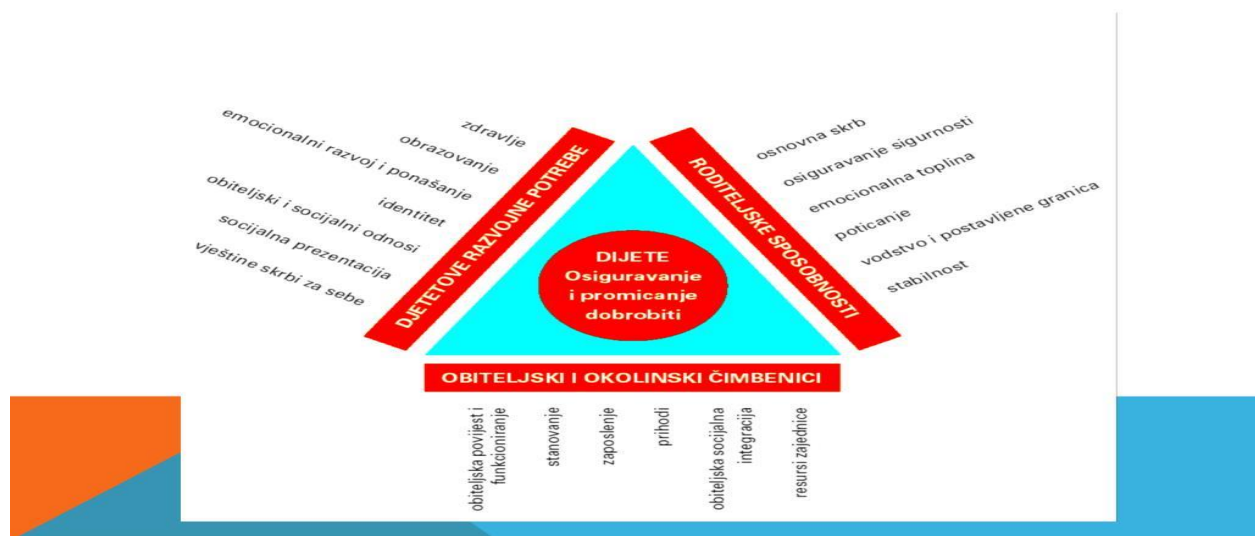 zdravlje
obrazovanje
emocionalni razvoj i ponašanje
identitet
obiteljski i socijalni odnosi
socijalna prezentacija
vještine skrbi za sebe
DJETETOVE RAZVOJNE POTREBE
RODITELJSKE SPOSOBNOSTI
osnovna skrb
osiguravanje sigurnosti
emocionalna toplina
poticanje
vodstvo i postavljene granica
stabilnost
DIJETE
Osiguravanje
i promicanje
dobrobiti
OBITELJSKI I OKOLINSKI ČIMBENICI
obiteljska povijest i
funkcioniranje
stanovanje
zaposlenje
prihodi
obiteljska socijalna
integracija
resursi zajednice